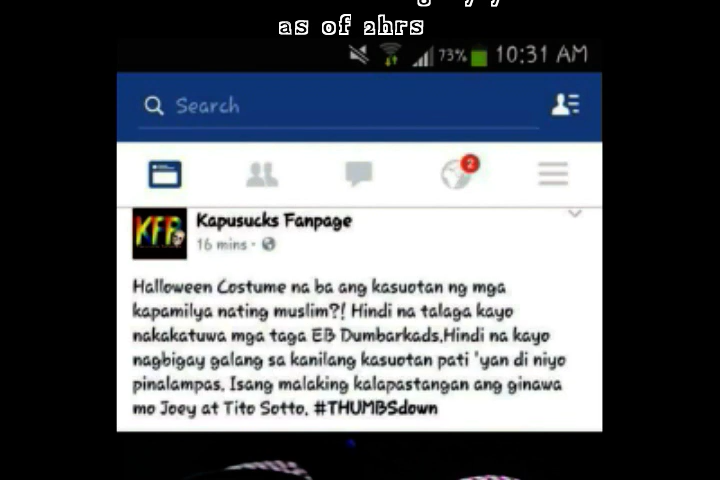 as of 2hrs
73% 10:31 AM
Search
2
KFP Kapusucks Fanpage
16 mins
Halloween Costume na ba ang kasuotan ng mga
kapamilya nating muslim?! Hindi na talaga kayo
nakakatuwa mga taga EB Dumbarkads.Hindi na kayo
nagbigay galang sa kanilang kasuotan pati 'yan di niyo
pinalampas. Isang malaking kalapastangan ang ginawa
mo Joey at Tito Sotto. #THUMBSdown